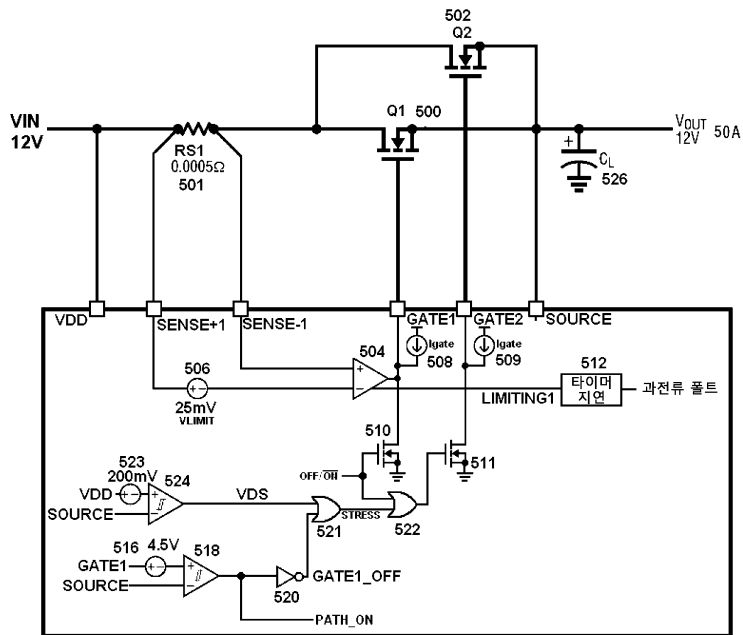 502
Q2
Q1 500
VIN
12V
RS1
0.0005Ω
501
VOUT
12V 50A
+
CL
526
VDD
SENSE+1
SENSE-1
GATE1
GATE2
SOURCE
Igate
508
Igate
509
506
25mV
VLIMIT
504
+
−
LIMITING1
512
타이머
지연
과전류 폴트
510
511
OFF/ON
523
200mV
VDD
SOURCE
524
+
−
VDS
521
STRESS
522
516 4.5V
GATE1
SOURCE
518
+
−
520
GATE1_OFF
PATH_ON